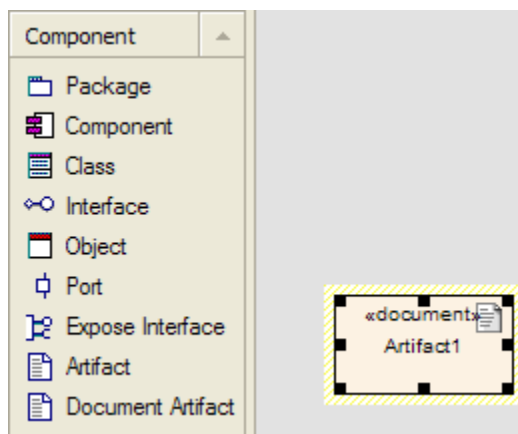 Component
Package
Component
Class
Interface
Object
Port
Expose Interface
Artifact
Document Artifact
«document»
Artifact1